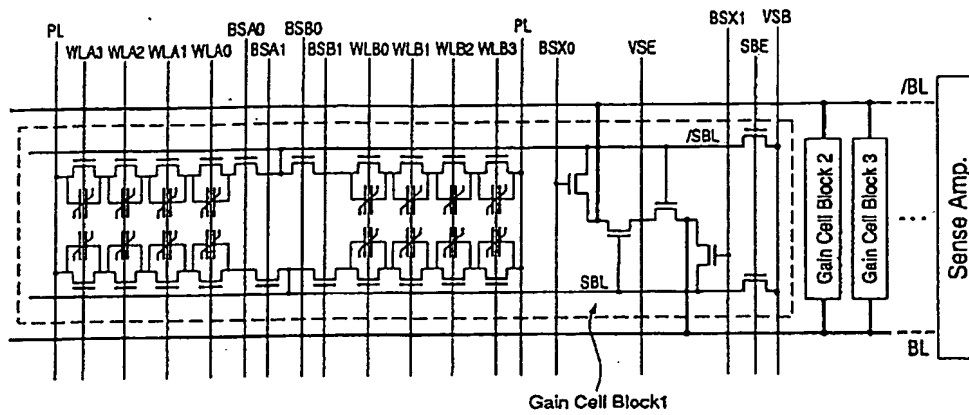 BSX1 VSB
BSA0 BSB0
PL PL BSX0 VSE SBE
WLA3 WLA2 WLA1 WLA0 BSA1 BSB1 WLB0 WLB1 WLB2 WLB3
/BL
/SBL
Gain Cell Block 2
Gain Cell Block 3
...
Sense Amp.
SBL
BL
Gain Cell Block1